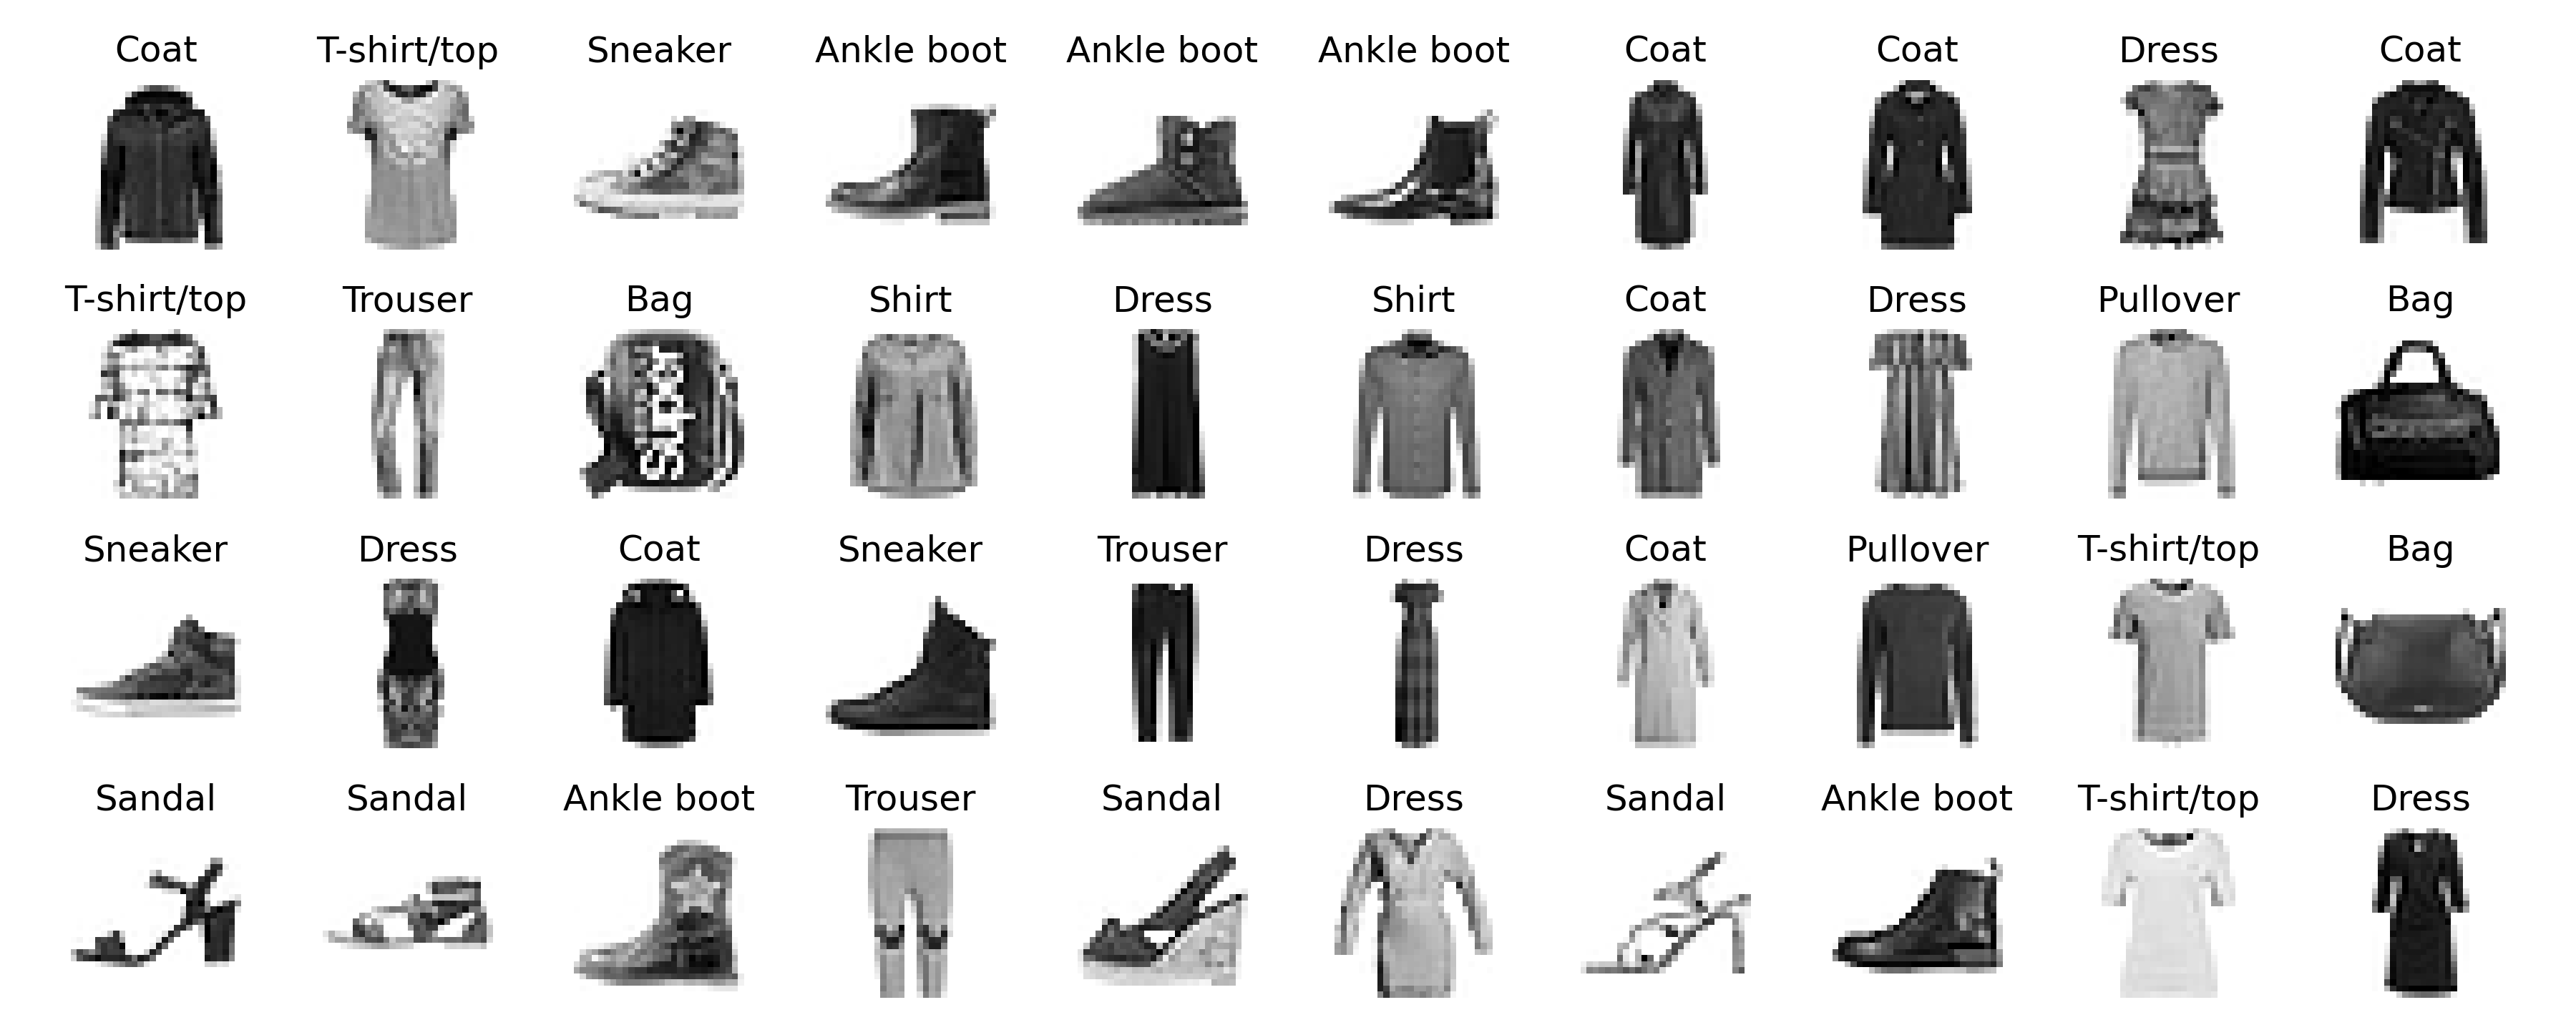 Coat T-shirt/top Sneaker Ankle boot Ankle boot Ankle boot Coat Coat Dress Coat
T-shirt/top Trouser Bag Shirt Dress Shirt Coat Dress Pullover Bag
Sneaker Dress Coat Sneaker Trouser Dress Coat Pullover T-shirt/top Bag
Sandal Sandal Ankle boot Trouser Sandal Dress Sandal Ankle boot T-shirt/top Dress